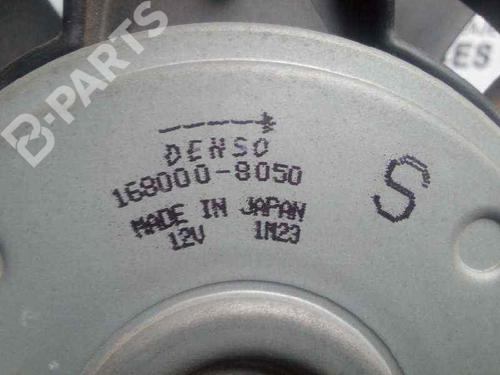 B-PARTS
ES
DENSO
168000-8050
S
MADE IN JAPAN
12V 1M23